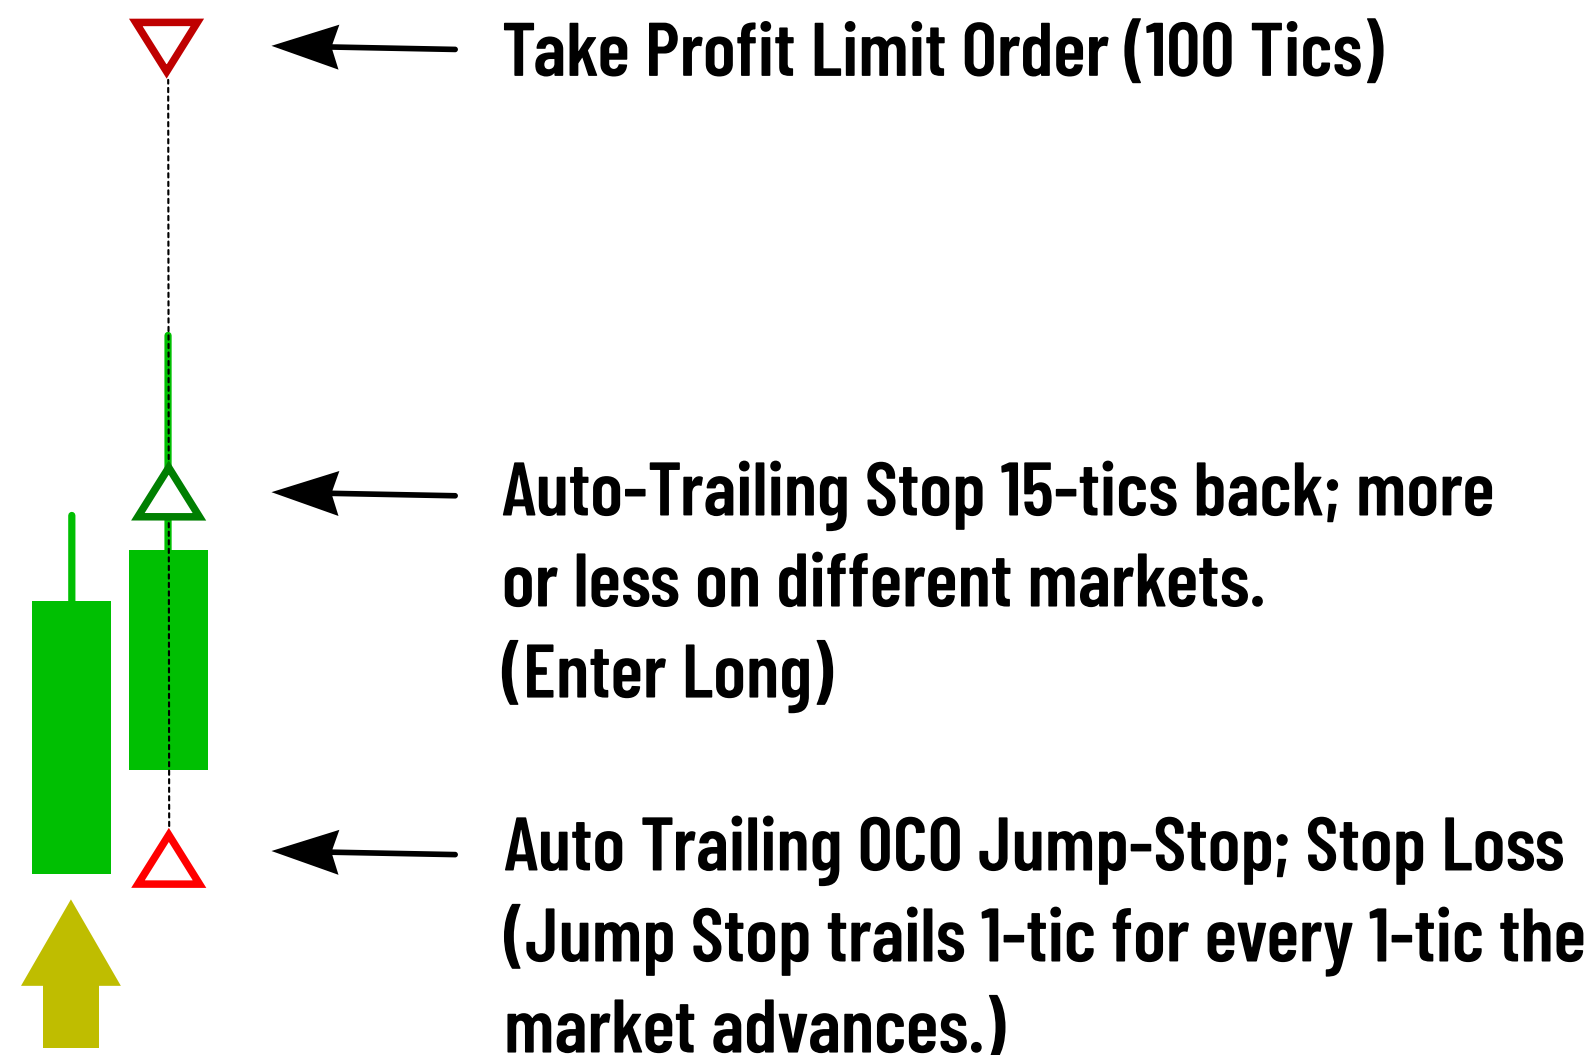 Take Profit Limit Order (100 Tics)
Auto-Trailing Stop 15-tics back; more
or less on different markets.
(Enter Long)
Auto Trailing OCO Jump-Stop; Stop Loss
(Jump Stop trails 1-tic for every 1-tic the
market advances.)